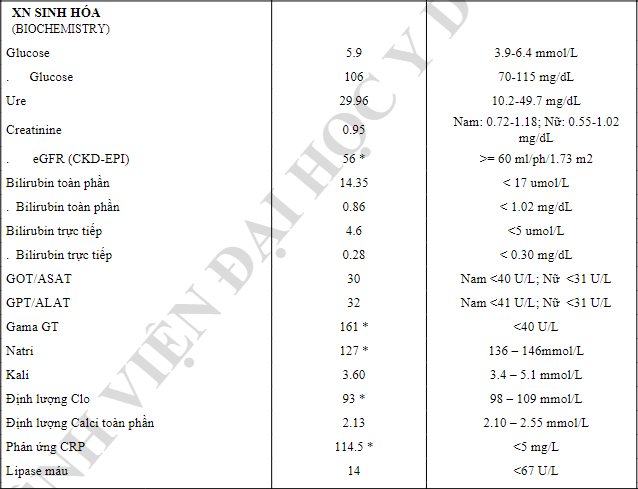 XN SINH HÓA
(BIOCHEMISTRY)
Glucose 5.9 3.9-6.4 mmol/L
. Glucose 106 70-115 mg/dL
Ure 29.96 10.2-49.7 mg/dL
Creatinine 0.95 Nam: 0.72-1.18; Nữ: 0.55-1.02 mg/dL
. eGFR (CKD-EPI) 56 * >= 60 ml/ph/1.73 m2
Bilirubin toàn phần 14.35 < 17 umol/L
. Bilirubin toàn phần 0.86 < 1.02 mg/dL
Bilirubin trực tiếp 4.6 <5 umol/L
. Bilirubin trực tiếp 0.28 < 0.30 mg/dL
GOT/ASAT 30 Nam <40 U/L; Nữ <31 U/L
GPT/ALAT 32 Nam <41 U/L; Nữ <31 U/L
Gama GT 161 * <40 U/L
Natri 127 * 136 – 146mmol/L
Kali 3.60 3.4 – 5.1 mmol/L
Định lượng Clo 93 * 98 – 109 mmol/L
Định lượng Calci toàn phần 2.13 2.10 – 2.55 mmol/L
Phản ứng CRP 114.5 * <5 mg/L
Lipase máu 14 <67 U/L
VIỆN ĐẠI HỌC Y D